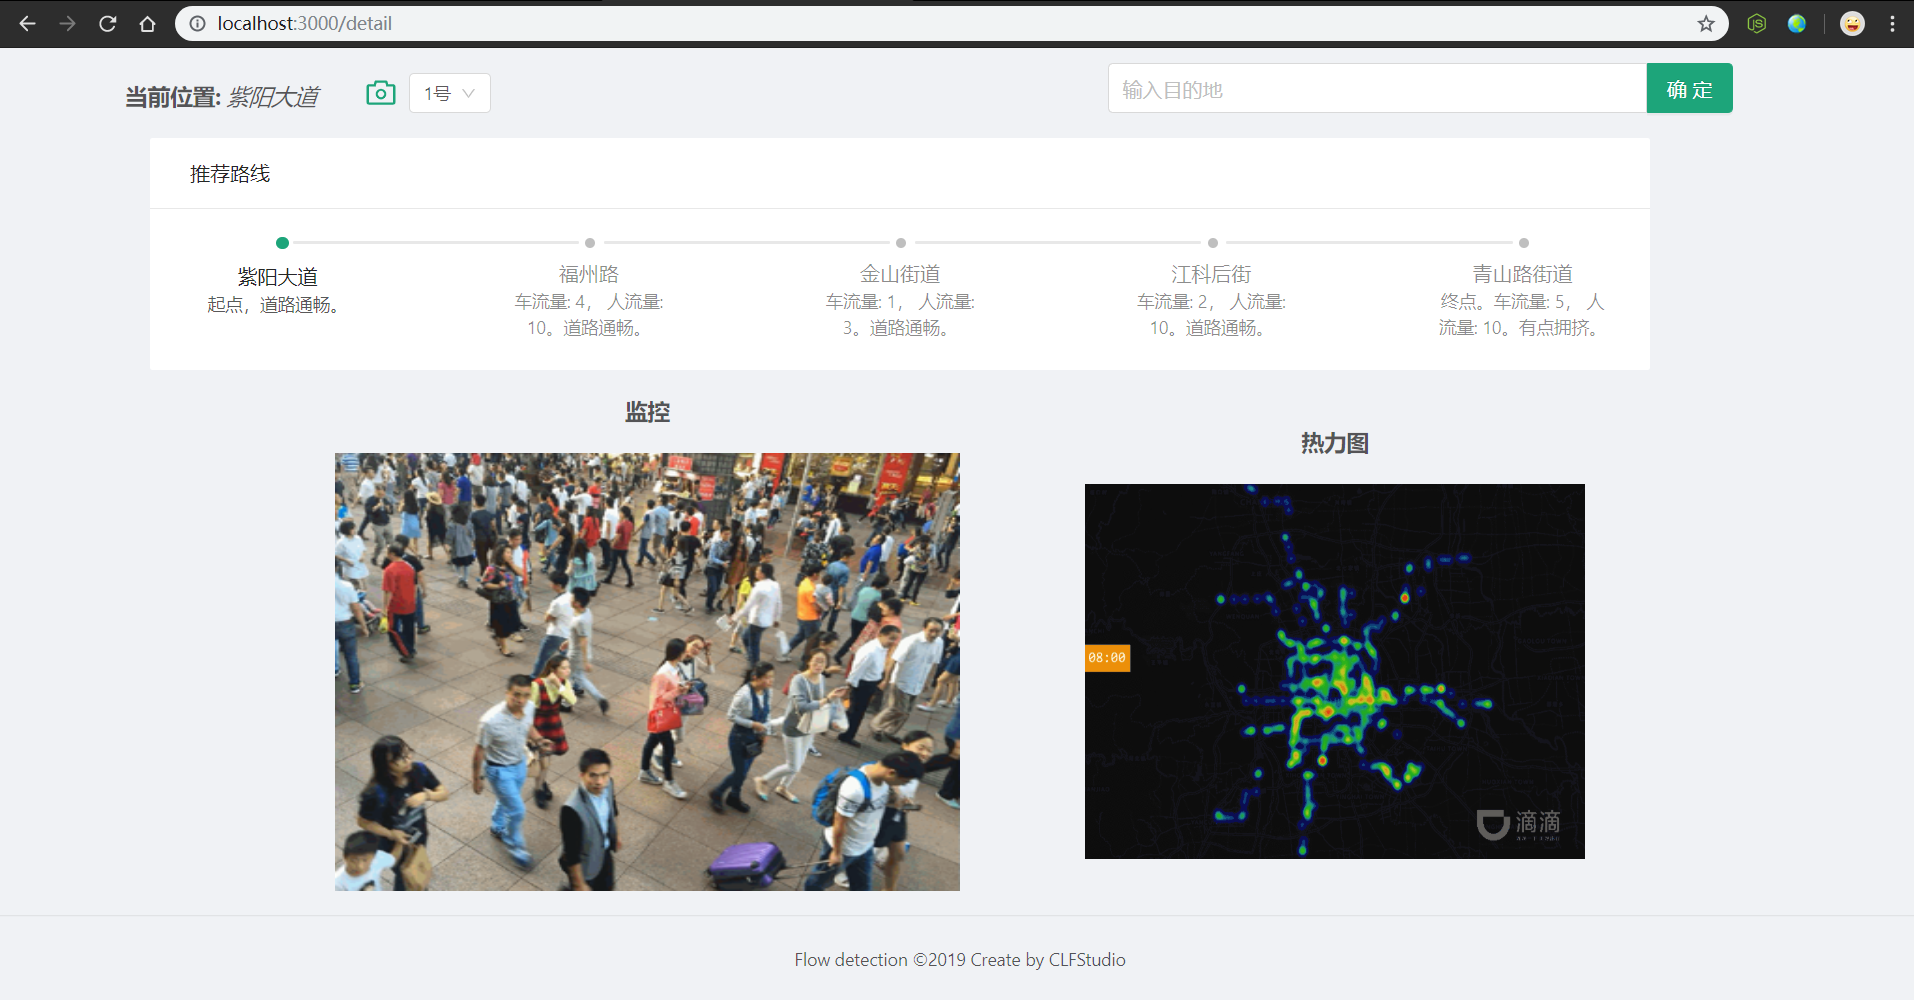 localhost:3000/detail
当前位置: 紫阳大道
1号
输入目的地
确 定
推荐路线
紫阳大道
起点，道路通畅。
福州路
车流量: 4， 人流量:
10。道路通畅。
金山街道
车流量: 1， 人流量:
3。道路通畅。
江科后街
车流量: 2， 人流量:
10。道路通畅。
青山路街道
终点。车流量: 5， 人
流量: 10。有点拥挤。
监控
热力图
08:00
滴滴
Flow detection ©2019 Create by CLFStudio